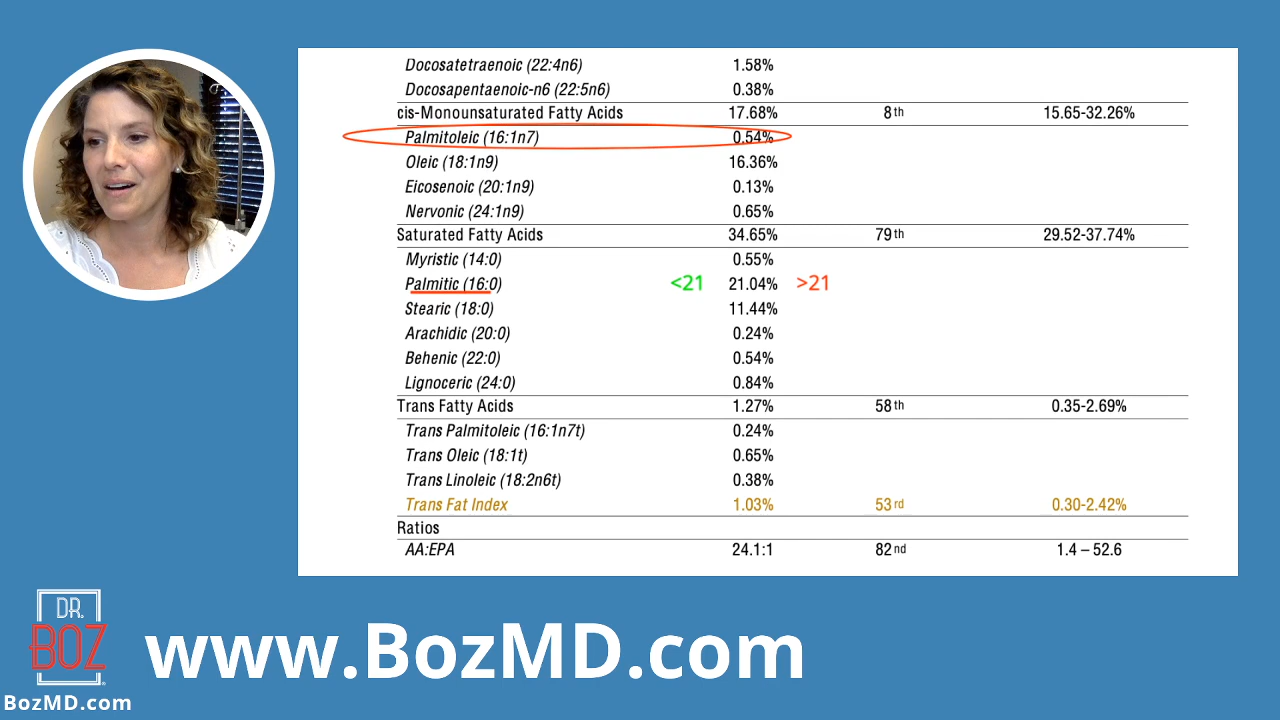 Docosatetraenoic (22:4n6) 1.58%
Docosapentaenoic-n6 (22:5n6) 0.38%
cis-Monounsaturated Fatty Acids 17.68% 8th 15.65-32.26%
Palmitoleic (16:1n7) 0.54%
Oleic (18:1n9) 16.36%
Eicosenoic (20:1n9) 0.13%
Nervonic (24:1n9) 0.65%
Saturated Fatty Acids 34.65% 79th 29.52-37.74%
Myristic (14:0) 0.55%
Palmitic (16:0) <21 21.04% >21
Stearic (18:0) 11.44%
Arachidic (20:0) 0.24%
Behenic (22:0) 0.54%
Lignoceric (24:0) 0.84%
Trans Fatty Acids 1.27% 58th 0.35-2.69%
Trans Palmitoleic (16:1n7t) 0.24%
Trans Oleic (18:1t) 0.65%
Trans Linoleic (18:2n6t) 0.38%
Trans Fat Index 1.03% 53rd 0.30-2.42%
Ratios
AA:EPA 24.1:1 82nd 1.4 – 52.6
DR.
BOZ
www.BozMD.com
BozMD.com